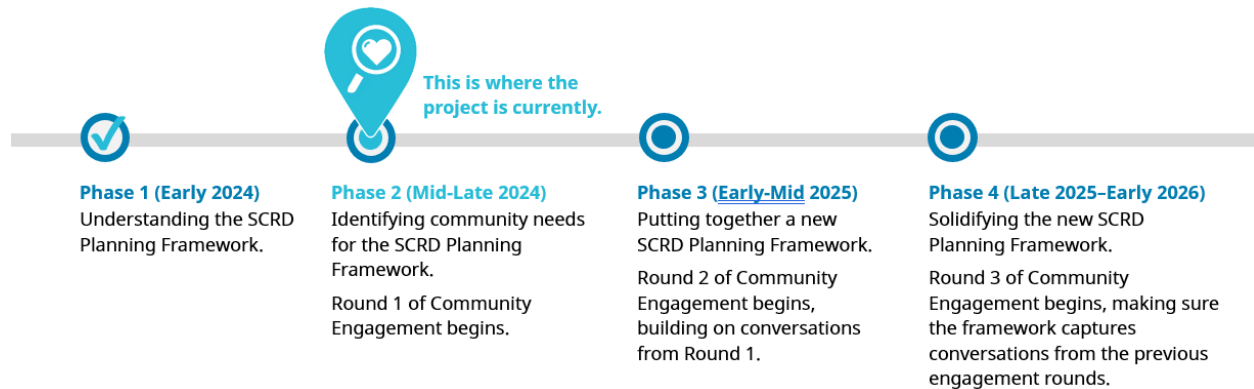 This is where the
project is currently.
Phase 1 (Early 2024)
Understanding the SCRD
Planning Framework.
Phase 2 (Mid-Late 2024)
Identifying community needs
for the SCRD Planning
Framework.
Round 1 of Community
Engagement begins.
Phase 3 (Early-Mid 2025)
Putting together a new
SCRD Planning Framework.
Round 2 of Community
Engagement begins,
building on conversations
from Round 1.
Phase 4 (Late 2025–Early 2026)
Solidifying the new SCRD
Planning Framework.
Round 3 of Community
Engagement begins, making sure
the framework captures
conversations from the previous
engagement rounds.